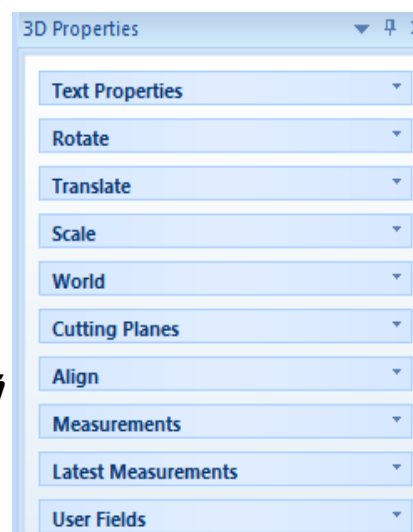 3D Properties
Text Properties
Rotate
Translate
Scale
World
Cutting Planes
Align
Measurements
Latest Measurements
User Fields